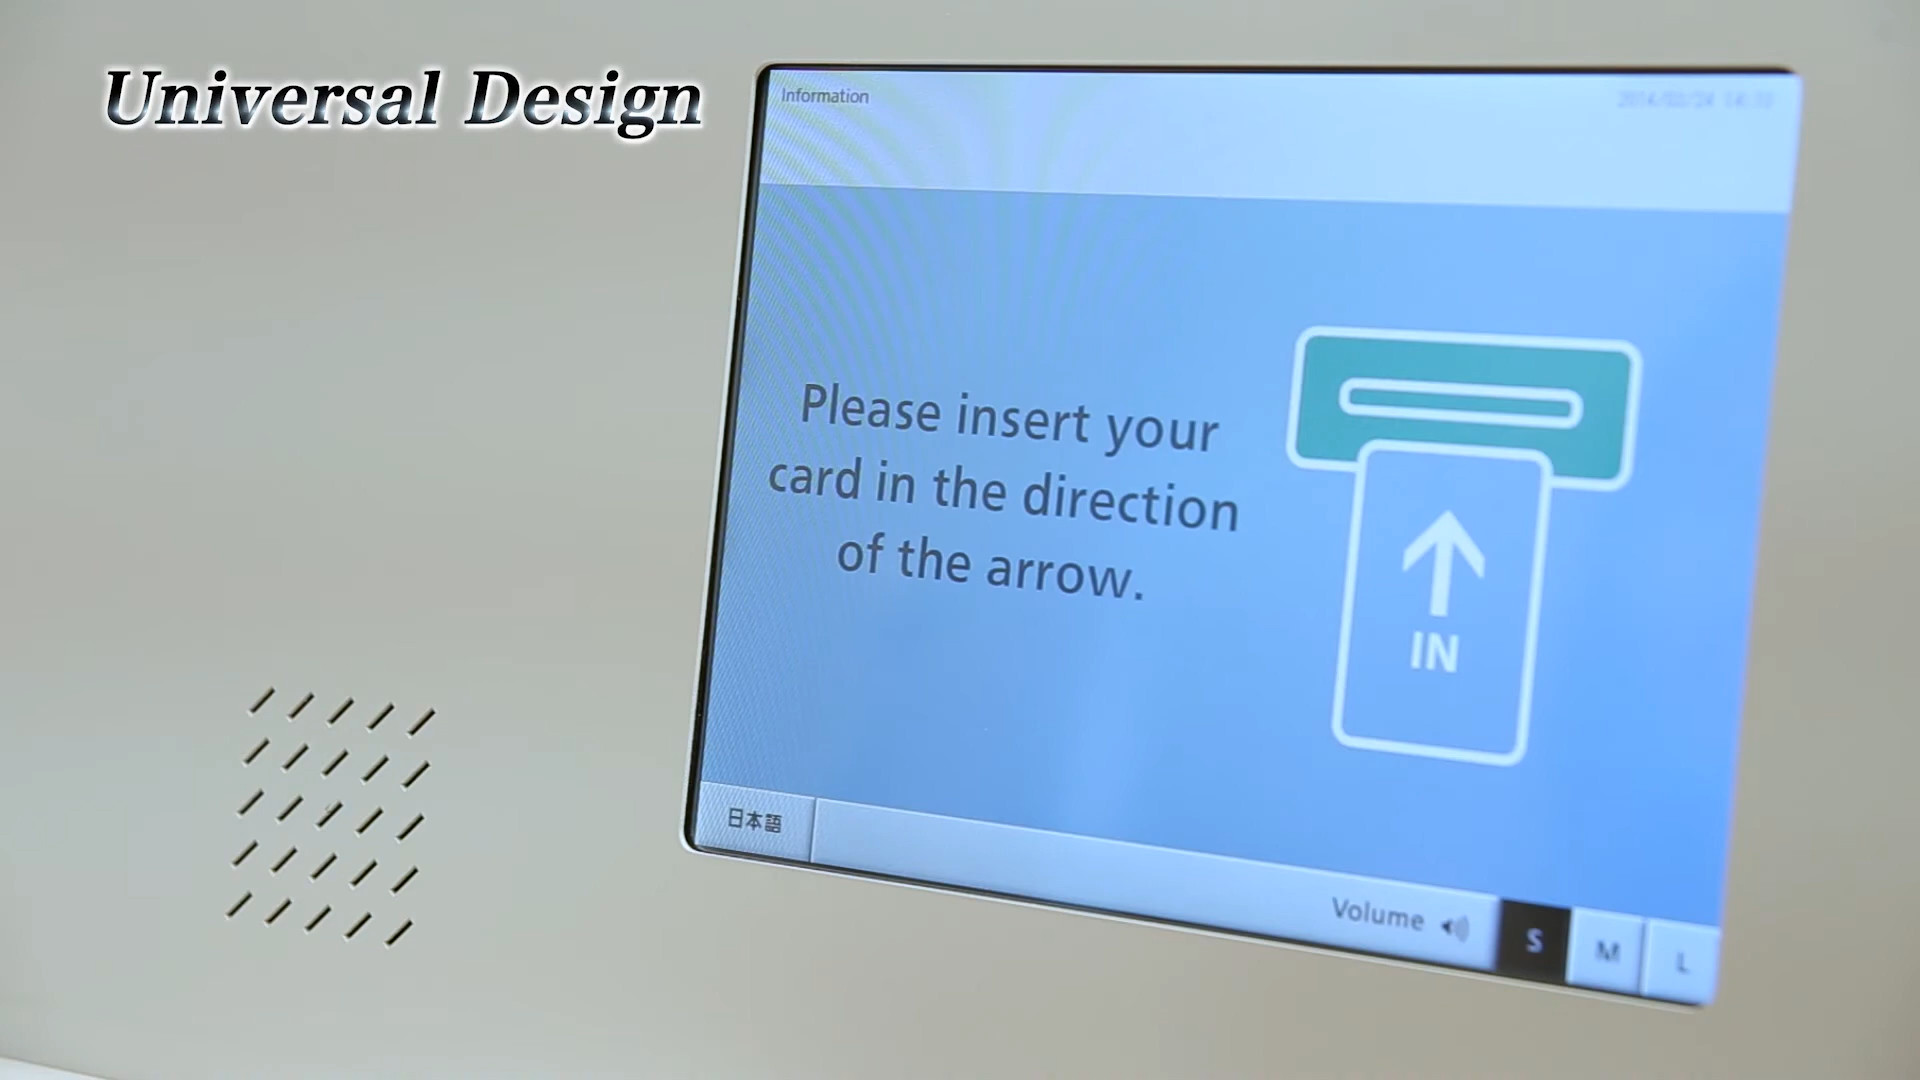 Universal Design
Information
Please insert your
card in the direction
of the arrow.
IN
日本語
Volume
S
M
L